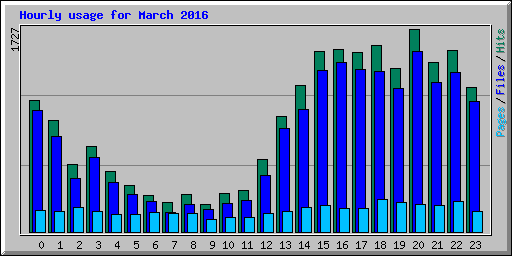 Hourly usage for March 2016
1727
Pages/Files/Hits
0 1 2 3 4 5 6 7 8 9 10 11 12 13 14 15 16 17 18 19 20 21 22 23